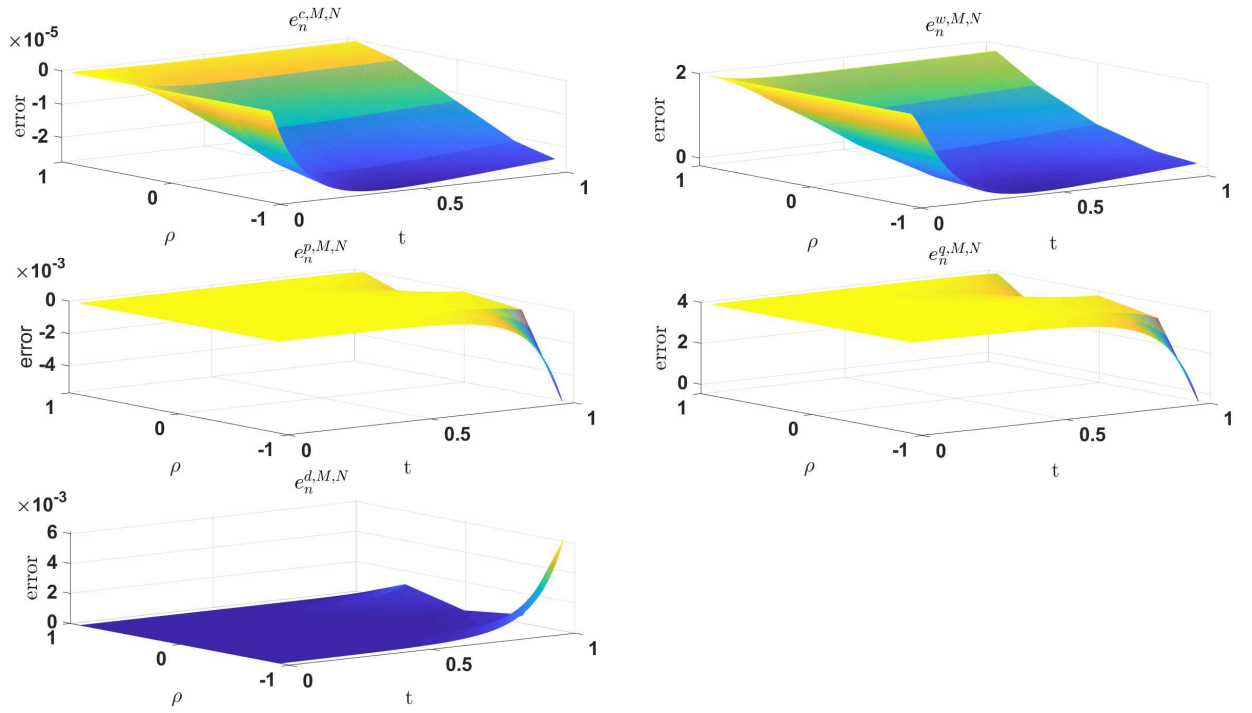 $e_n^{c,M,N}$
×10^{-5}
0
-1
-2
error
1
0
-1
ρ
0
0.5
1
t
$e_n^{w,M,N}$
2
1
0
error
1
0
-1
ρ
0
0.5
1
t
$e_n^{p,M,N}$
×10^{-3}
0
-2
-4
error
1
0
-1
ρ
0
0.5
1
t
$e_n^{q,M,N}$
4
2
0
error
1
0
-1
ρ
0
0.5
1
t
$e_n^{d,M,N}$
×10^{-3}
6
4
2
0
error
1
0
-1
ρ
0
0.5
1
t